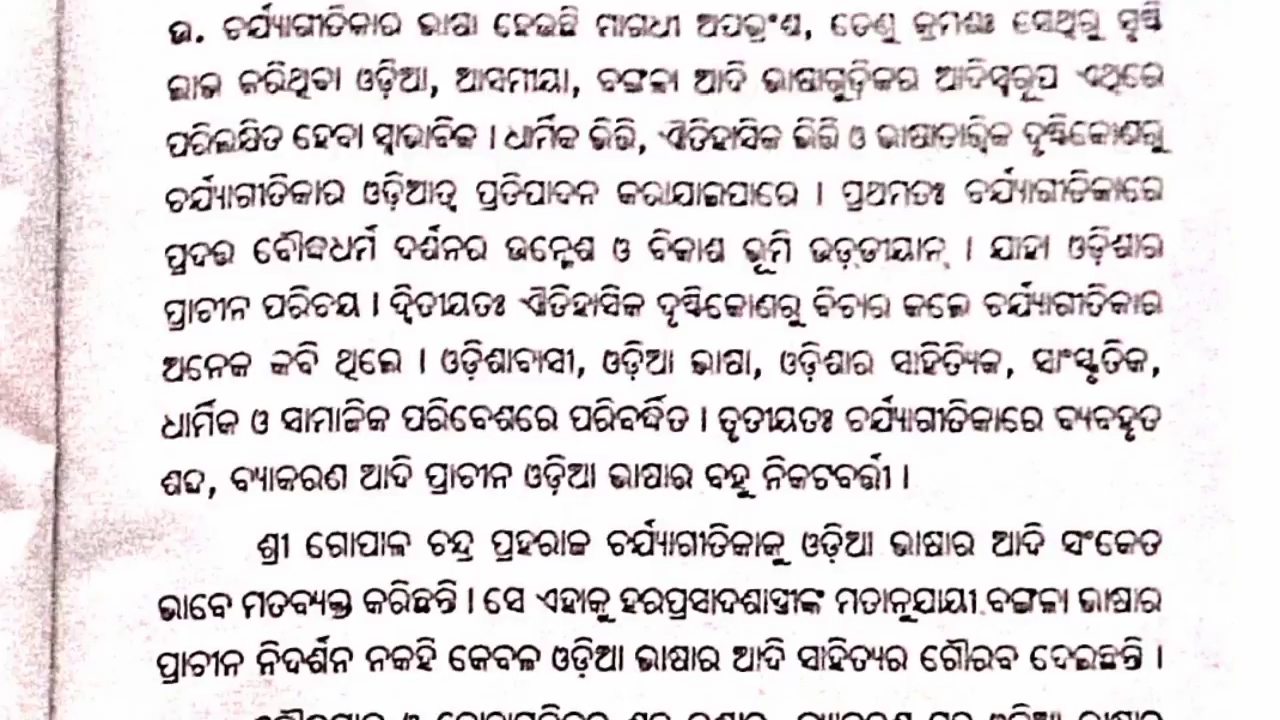 ଉ. ଚର୍ଯ୍ୟାଗୀତିକାର ଭାଷା ହେଉଛି ମାଗଧୀ ଅପଭ୍ରଂଶ, ତେଣୁ କ୍ରମଶଃ ସେଥିରୁ ସୃଷ୍ଟି
ଲାଭ କରିଥିବା ଓଡ଼ିଆ, ଆସମୀୟା, ବଙ୍ଗଳା ଆଦି ଭାଷାଗୁଡ଼ିକର ଆଦିସ୍ୱରୂପ ଏଥିରେ
ପରିଲକ୍ଷିତ ହେବା ସ୍ୱାଭାବିକ । ଧାର୍ମିକ ଭିତ୍ତି, ଐତିହାସିକ ଭିତ୍ତି ଓ ଭାଷାତାତ୍ତ୍ୱିକ ଦୃଷ୍ଟିକୋଣରୁ
ଚର୍ଯ୍ୟାଗୀତିକାର ଓଡ଼ିଆତ୍ୱ ପ୍ରତିପାଦନ କରାଯାଇପାରେ । ପ୍ରଥମତଃ ଚର୍ଯ୍ୟାଗୀତିକାରେ
ପ୍ରଦତ୍ତ ବୌଦ୍ଧଧର୍ମ ଦର୍ଶନର ଉନ୍ମେଷ ଓ ବିକାଶ ଭୂମି ଉଡ୍ଡୀୟାନ୍ । ଯାହା ଓଡ଼ିଶାର
ପ୍ରାଚୀନ ପରିଚୟ । ଦ୍ୱିତୀୟତଃ ଐତିହାସିକ ଦୃଷ୍ଟିକୋଣରୁ ବିଚାର କଲେ ଚର୍ଯ୍ୟାଗୀତିକାର
ଅନେକ କବି ଥିଲେ । ଓଡ଼ିଶାବାସୀ, ଓଡ଼ିଆ ଭାଷା, ଓଡ଼ିଶାର ସାହିତ୍ୟିକ, ସାଂସ୍କୃତିକ,
ଧାର୍ମିକ ଓ ସାମାଜିକ ପରିବେଶରେ ପରିବର୍ଦ୍ଧିତ । ତୃତୀୟତଃ ଚର୍ଯ୍ୟାଗୀତିକାରେ ବ୍ୟବହୃତ
ଶବ୍ଦ, ବ୍ୟାକରଣ ଆଦି ପ୍ରାଚୀନ ଓଡ଼ିଆ ଭାଷାର ବହୁ ନିକଟବର୍ତ୍ତୀ ।
ଶ୍ରୀ ଗୋପାଳ ଚନ୍ଦ୍ର ପ୍ରହରାଜ ଚର୍ଯ୍ୟାଗୀତିକାକୁ ଓଡ଼ିଆ ଭାଷାର ଆଦି ସଂକେତ
ଭାବେ ମତବ୍ୟକ୍ତ କରିଛନ୍ତି । ସେ ଏହାକୁ ହରପ୍ରସାଦଶାସ୍ତ୍ରୀଙ୍କ ମତାନୁଯାୟୀ ବଙ୍ଗଳା ଭାଷାର
ପ୍ରାଚୀନ ନିଦର୍ଶନ ନକହି କେବଳ ଓଡ଼ିଆ ଭାଷାର ଆଦି ସାହିତ୍ୟର ଗୌରବ ଦେଇଛନ୍ତି ।